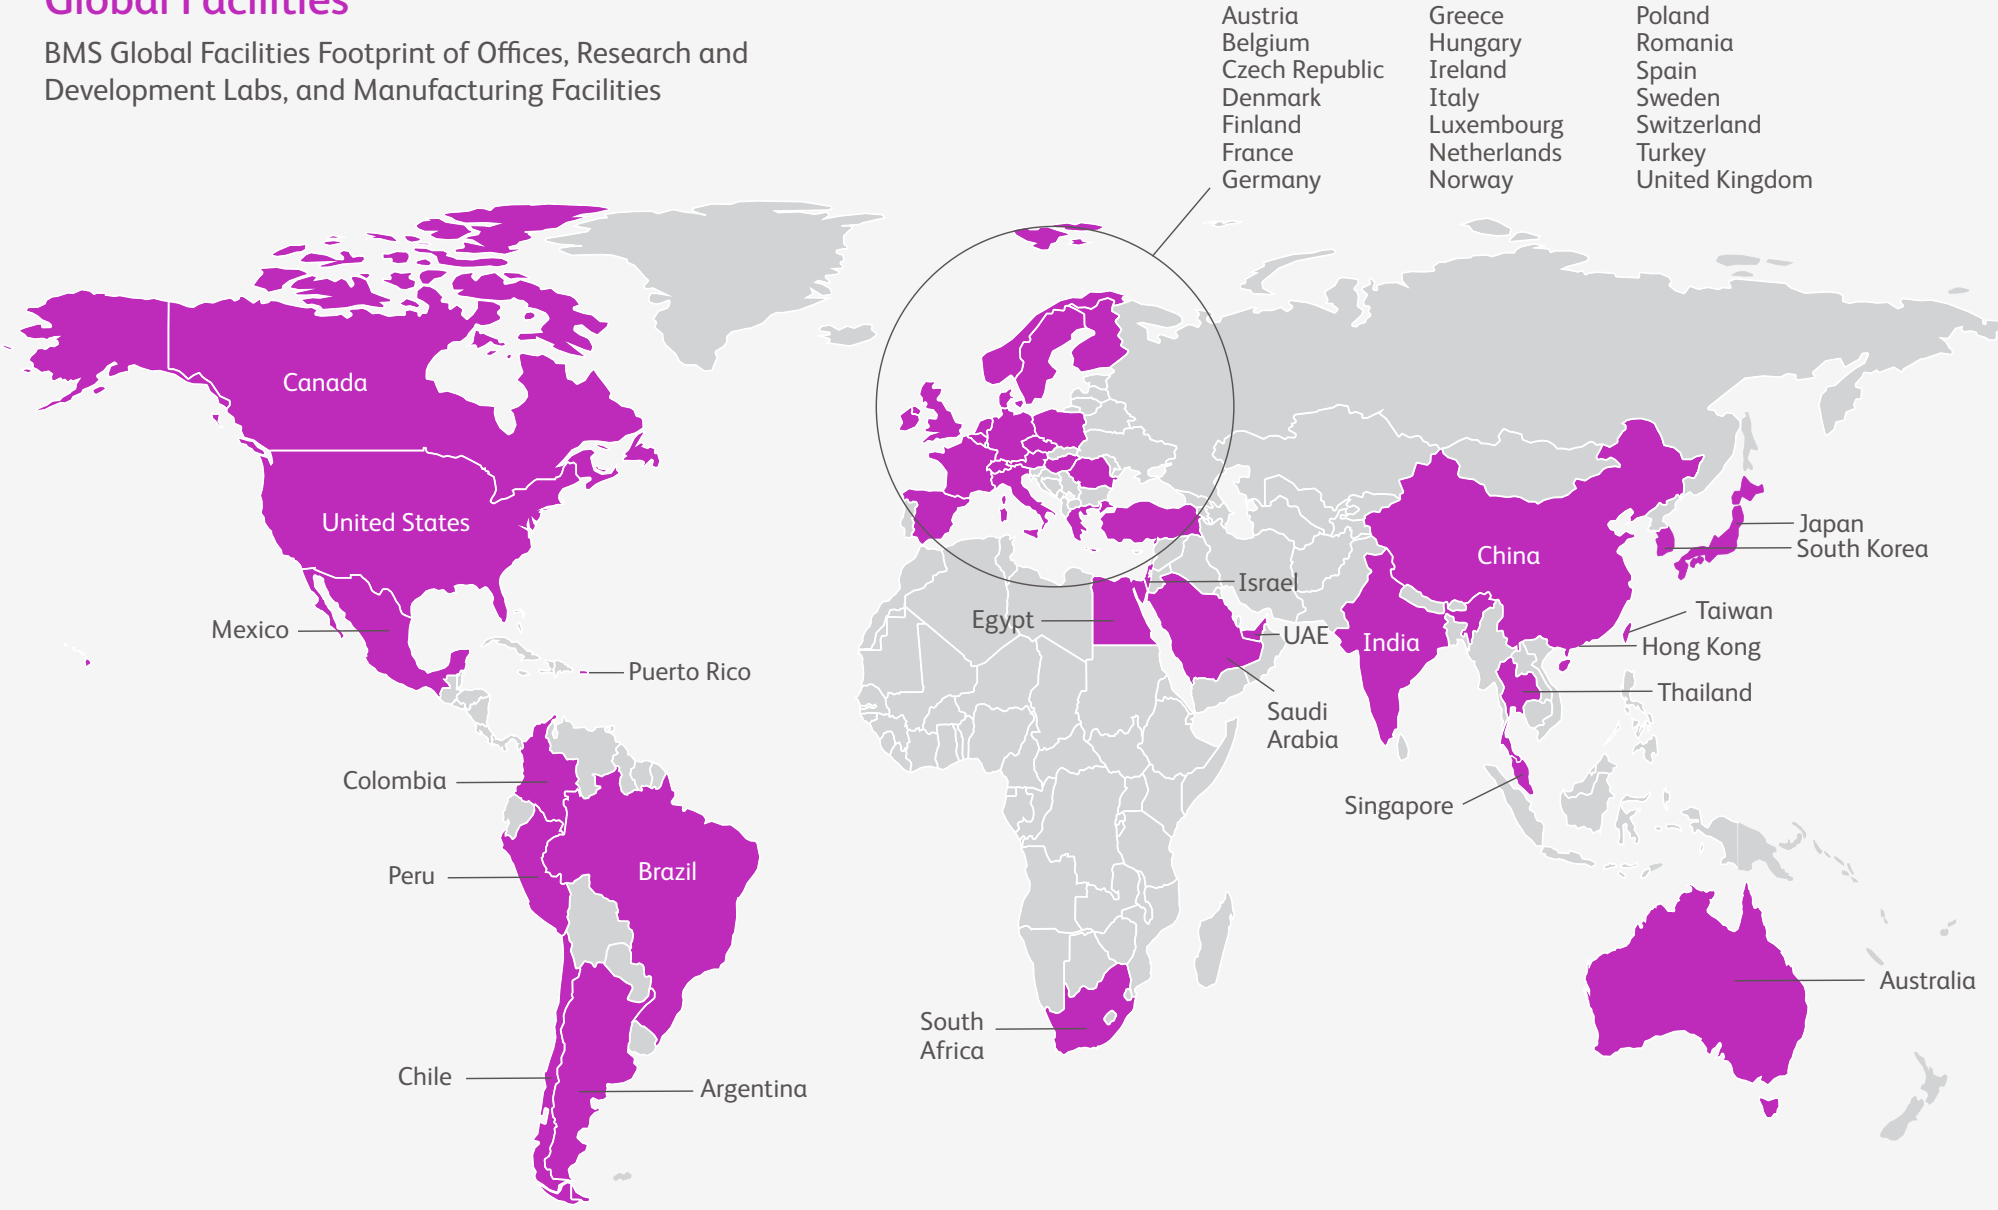 Global Facilities
BMS Global Facilities Footprint of Offices, Research and
Development Labs, and Manufacturing Facilities
Austria
Belgium
Czech Republic
Denmark
Finland
France
Germany
Greece
Hungary
Ireland
Italy
Luxembourg
Netherlands
Norway
Poland
Romania
Spain
Sweden
Switzerland
Turkey
United Kingdom
Canada
United States
Mexico
Puerto Rico
Colombia
Peru
Brazil
Chile
Argentina
Egypt
Israel
UAE
Saudi
Arabia
South
Africa
India
China
Japan
South Korea
Taiwan
Hong Kong
Thailand
Singapore
Australia